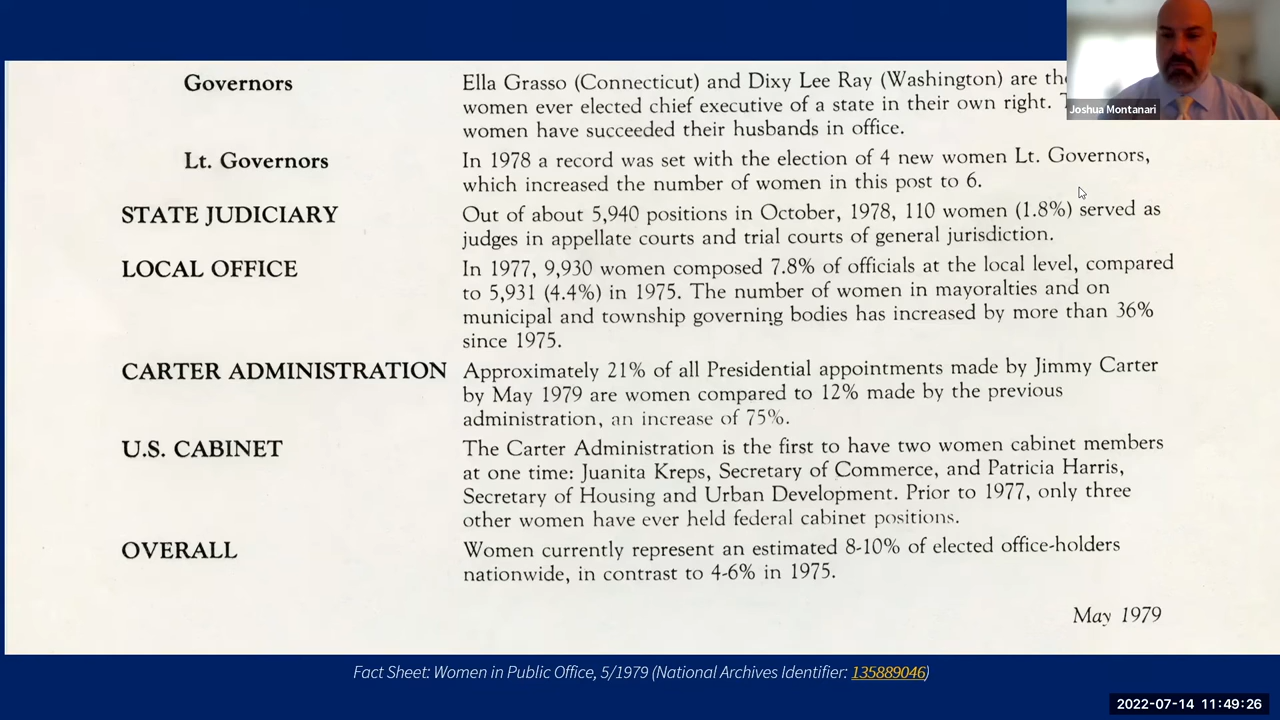 Governors
Ella Grasso (Connecticut) and Dixy Lee Ray (Washington) are
women ever elected chief executive of a state in their own right.
women have succeeded their husbands in office.
Lt. Governors
In 1978 a record was set with the election of 4 new women Lt. Governors,
which increased the number of women in this post to 6.
STATE JUDICIARY
Out of about 5,940 positions in October, 1978, 110 women (1.8%) served as
judges in appellate courts and trial courts of general jurisdiction.
LOCAL OFFICE
In 1977, 9,930 women composed 7.8% of officials at the local level, compared
to 5,931 (4.4%) in 1975. The number of women in mayoralties and on
municipal and township governing bodies has increased by more than 36%
since 1975.
CARTER ADMINISTRATION
Approximately 21% of all Presidential appointments made by Jimmy Carter
by May 1979 are women compared to 12% made by the previous
administration, an increase of 75%.
U.S. CABINET
The Carter Administration is the first to have two women cabinet members
at one time: Juanita Kreps, Secretary of Commerce, and Patricia Harris,
Secretary of Housing and Urban Development. Prior to 1977, only three
other women have ever held federal cabinet positions.
OVERALL
Women currently represent an estimated 8-10% of elected office-holders
nationwide, in contrast to 4-6% in 1975.
May 1979
Fact Sheet: Women in Public Office, 5/1979 (National Archives Identifier: 135889046)
Joshua Montanari
2022-07-14 11:49:26